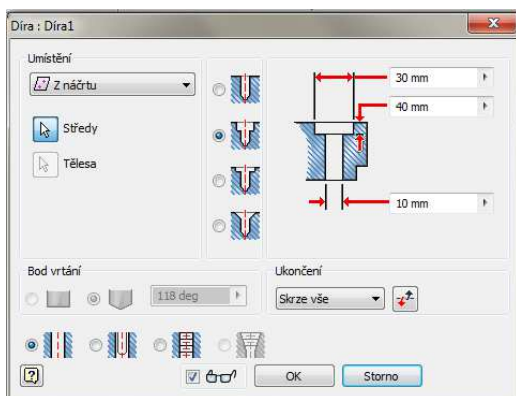 Díra : Díra1
Umístění
Z náčrtu
Středy
Tělesa
30 mm
40 mm
10 mm
Bod vrtání
118 deg
Ukončení
Skrze vše
OK
Storno